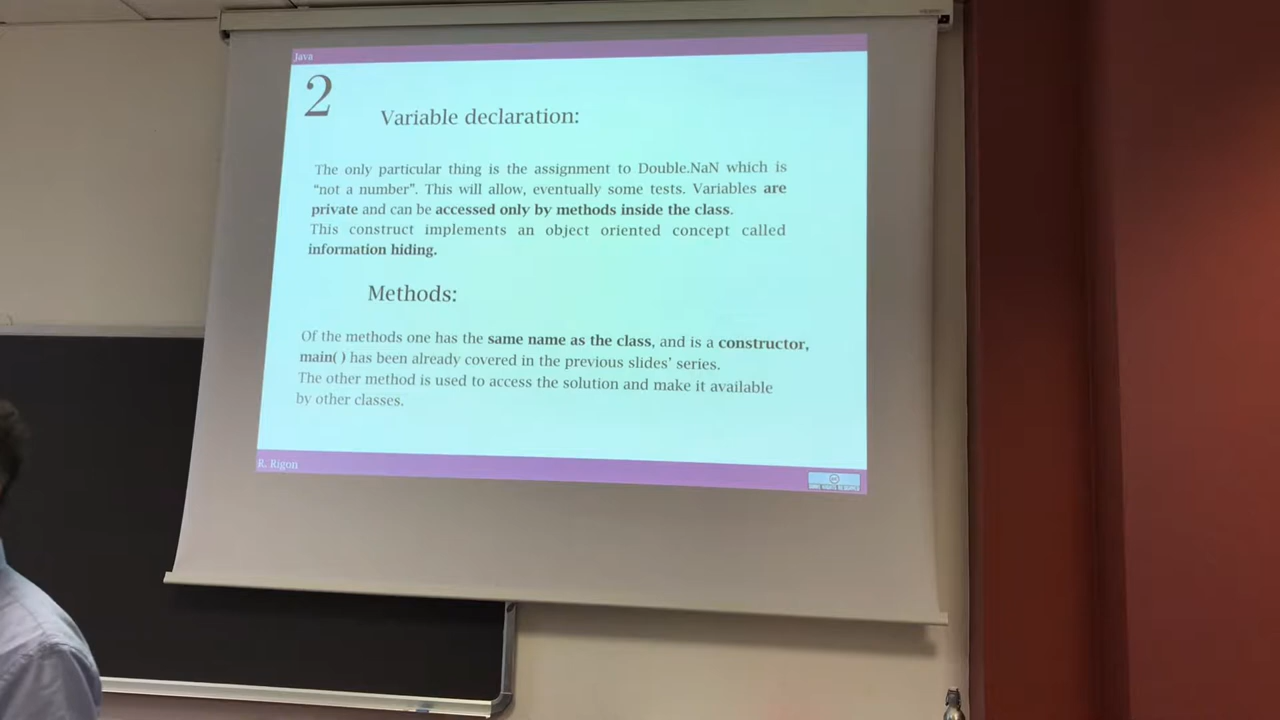 Java
2
Variable declaration:
The only particular thing is the assignment to Double.NaN which is
“not a number”. This will allow, eventually some tests. Variables are
private and can be accessed only by methods inside the class.
This construct implements an object oriented concept called
information hiding.
Methods:
Of the methods one has the same name as the class, and is a constructor,
main( ) has been already covered in the previous slides’ series.
The other method is used to access the solution and make it available
by other classes.
R. Rigon